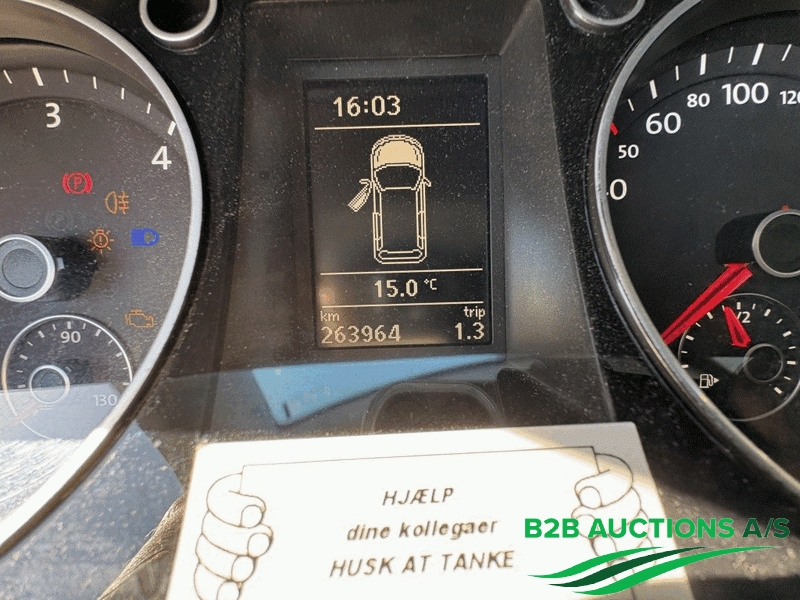 16:03
3
4
90
130
15.0 °C
km
trip
263964
1.3
50
60
80
100
120
1/2
HJÆLP
dine kollegaer
HUSK AT TANKE
B2B AUCTIONS A/S